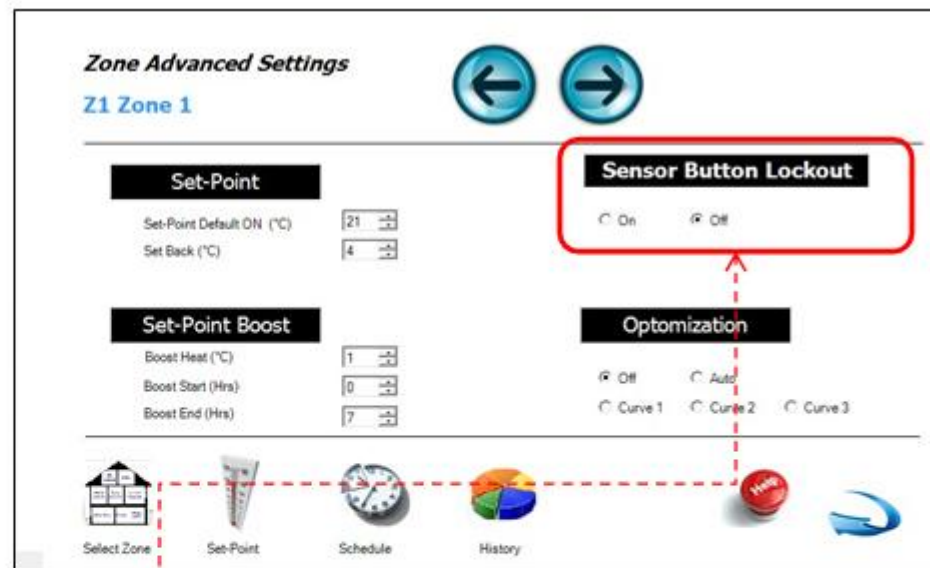 Zone Advanced Settings
Z1 Zone 1
Set-Point
Set-Point Default ON (°C) 21
Set Back (°C) 4
Sensor Button Lockout
On Off
Set-Point Boost
Boost Heat (°C) 1
Boost Start (Hrs) 0
Boost End (Hrs) 7
Optomization
Off Auto
Curve 1 Curve 2 Curve 3
Help
Select Zone Set-Point Schedule History